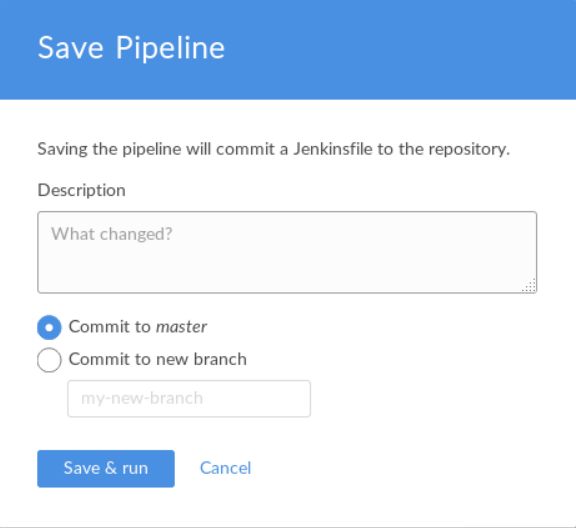 Save Pipeline
Saving the pipeline will commit a Jenkinsfile to the repository.
Description
What changed?
Commit to master
Commit to new branch
my-new-branch
Save & run Cancel